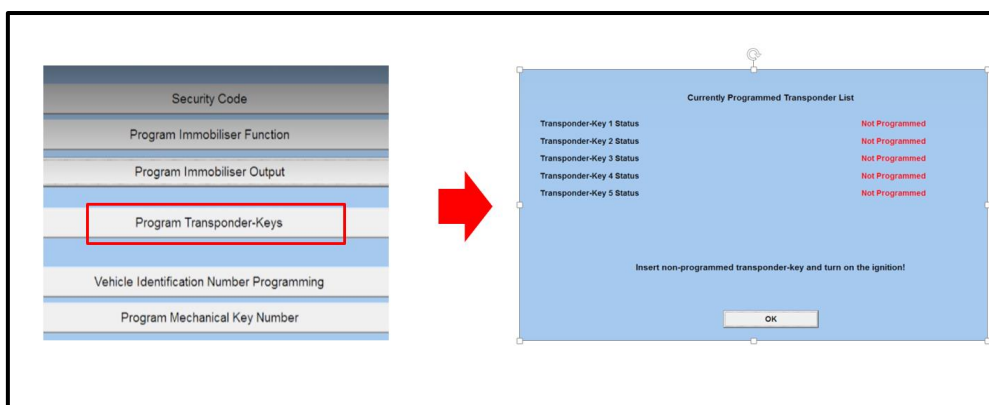 Security Code
Program Immobiliser Function
Program Immobiliser Output
Program Transponder-Keys
Vehicle Identification Number Programming
Program Mechanical Key Number
Currently Programmed Transponder List
Transponder-Key 1 Status Not Programmed
Transponder-Key 2 Status Not Programmed
Transponder-Key 3 Status Not Programmed
Transponder-Key 4 Status Not Programmed
Transponder-Key 5 Status Not Programmed
Insert non-programmed transponder-key and turn on the ignition!
OK